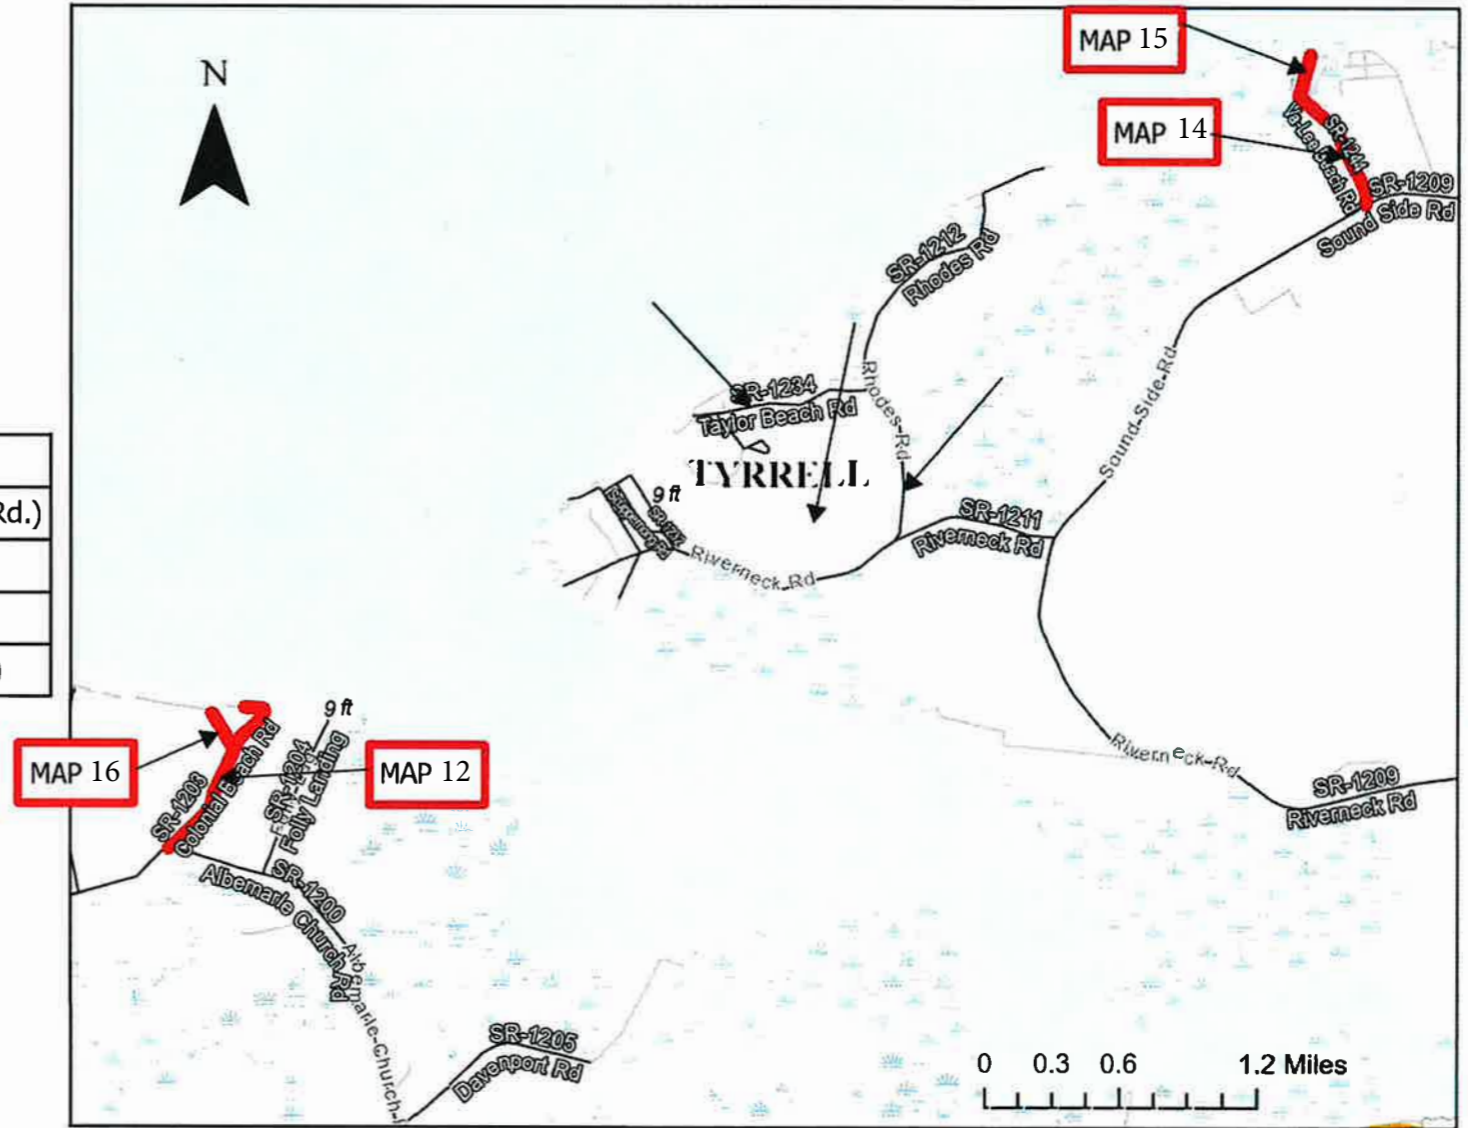 MAP 15
N
MAP 14
SR-1244
Va-Lee Beach Rd
SR-1209
Sound Side Rd
SR-1212
Rhodes Rd
Sound-Side-Rd
SR-1234
Taylor Beach Rd
Rhodes-Rd
TYRRELL
9 ft
SR-1211
Riverneck Rd
Riverneck-Rd
Rd.)
)
9 ft
MAP 16
MAP 12
SR-1203
Colonial Beach Rd
SR-1204
Folly Landing
Riverneck-Rd
SR-1209
Riverneck Rd
SR-1200
Albemarle Church Rd
Albemarle-Church-
SR-1205
Davenport Rd
0 0.3 0.6 1.2 Miles